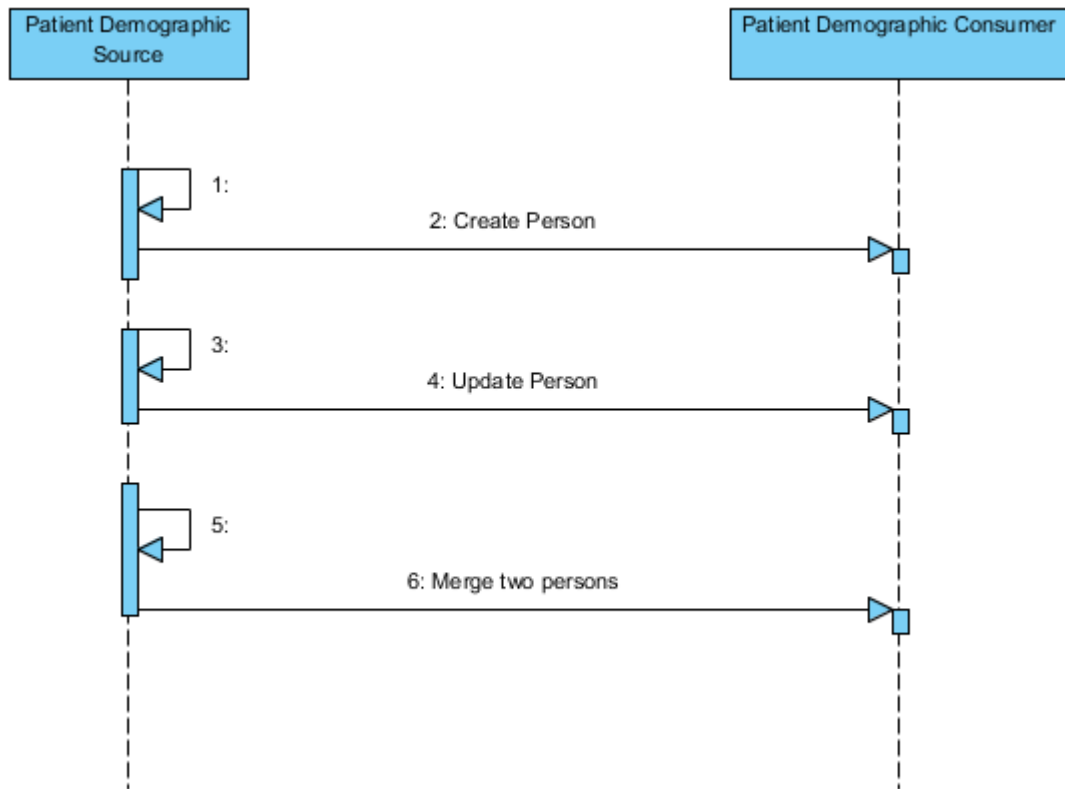 Patient Demographic
Source
Patient Demographic Consumer
1:
2: Create Person
3:
4: Update Person
5:
6: Merge two persons